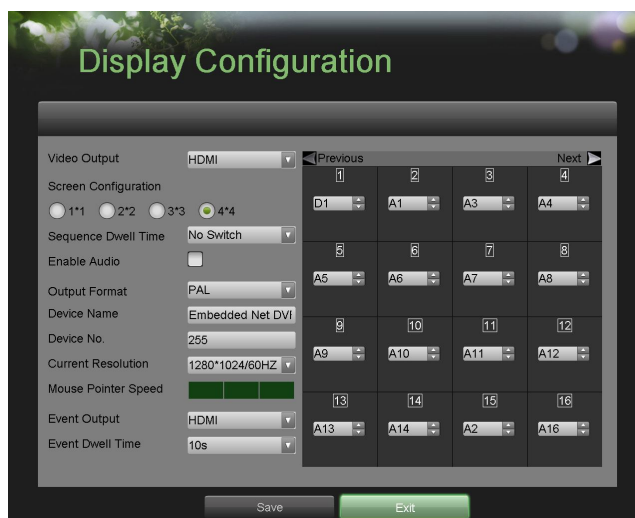 Display Configuration
Video Output HDMI
Screen Configuration
1*1 2*2 3*3 4*4
Sequence Dwell Time No Switch
Enable Audio
Output Format PAL
Device Name Embedded Net DVR
Device No. 255
Current Resolution 1280*1024/60HZ
Mouse Pointer Speed
Event Output HDMI
Event Dwell Time 10s
Previous Next
1 2 3 4
D1 A1 A3 A4
5 6 7 8
A5 A6 A7 A8
9 10 11 12
A9 A10 A11 A12
13 14 15 16
A13 A14 A2 A16
Save Exit